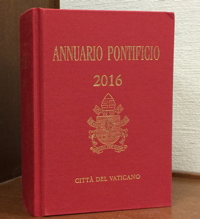 ANNUARIO PONTIFICIO
2016
CITTÀ DEL VATICANO